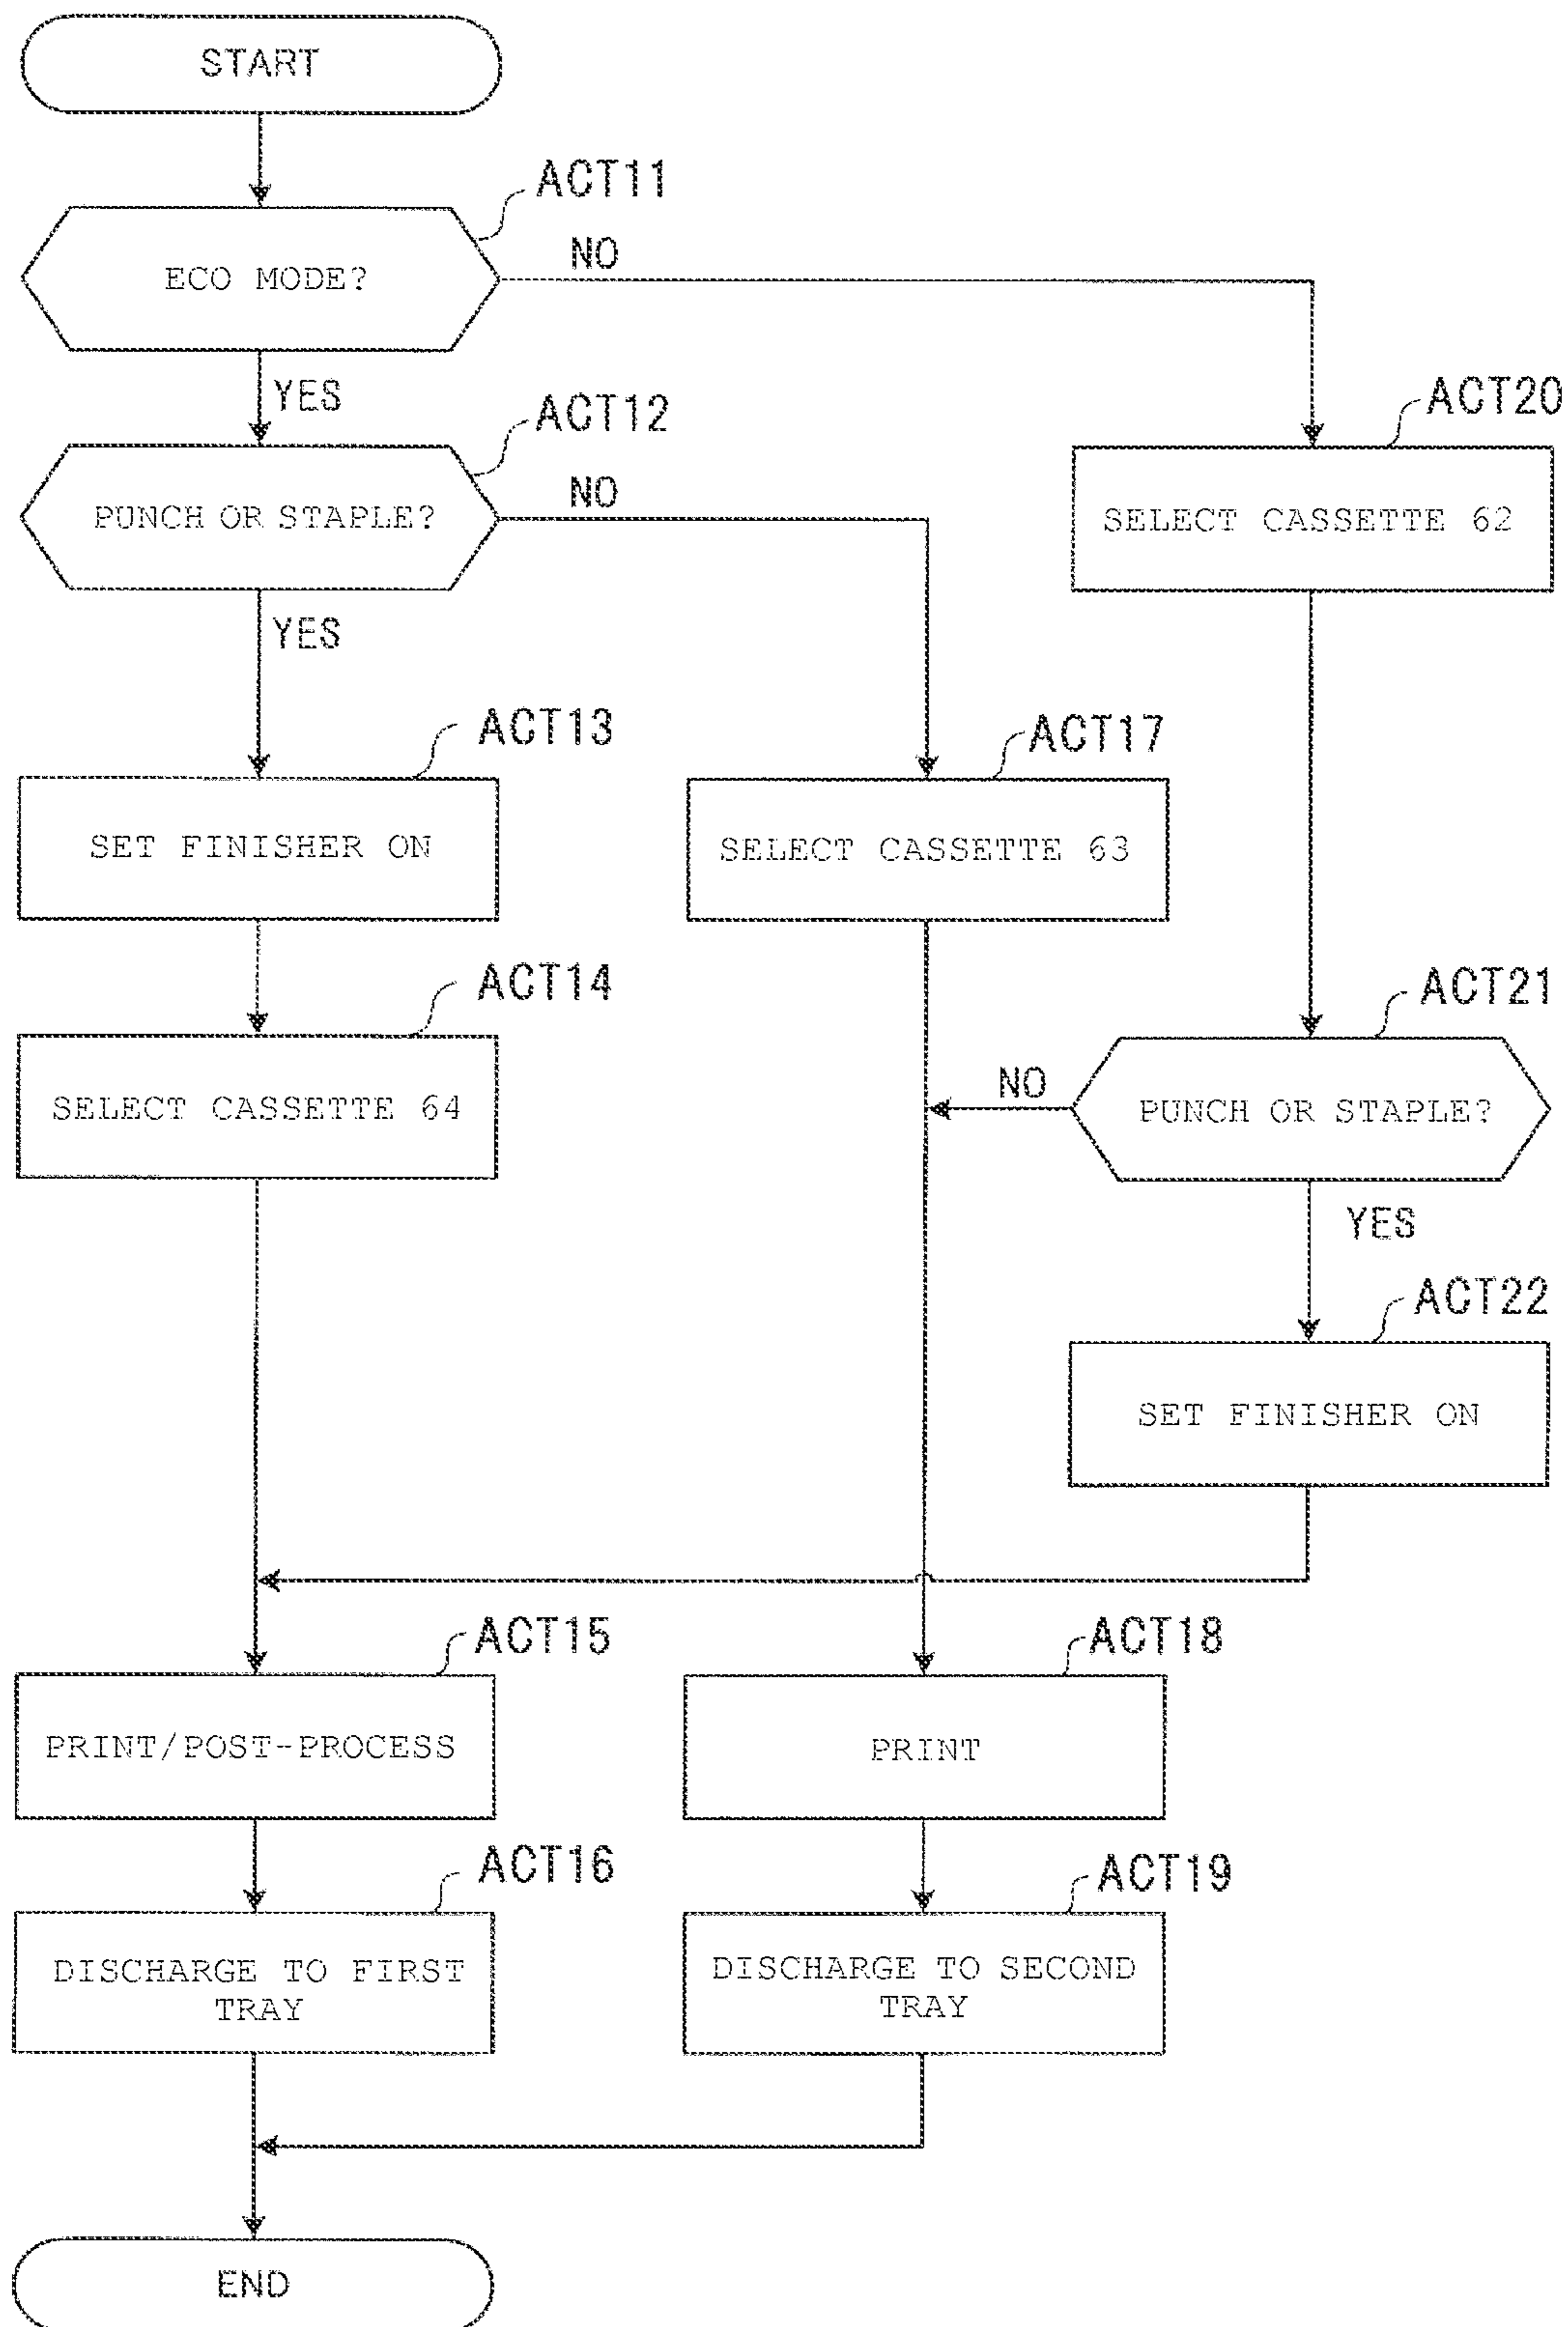 START
ACT11
ECO MODE?
NO
YES
ACT12
PUNCH OR STAPLE?
NO
ACT20
SELECT CASSETTE 62
YES
ACT13
SET FINISHER ON
ACT17
SELECT CASSETTE 63
ACT14
SELECT CASSETTE 64
ACT21
PUNCH OR STAPLE?
NO
YES
ACT22
SET FINISHER ON
ACT15
PRINT/POST-PROCESS
ACT18
PRINT
ACT16
DISCHARGE TO FIRST
TRAY
ACT19
DISCHARGE TO SECOND
TRAY
END